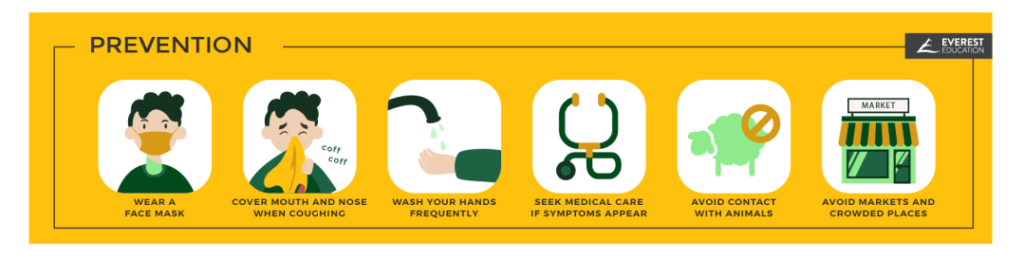 PREVENTION
EVEREST
EDUCATION
coff
coff
MARKET
WEAR A
FACE MASK
COVER MOUTH AND NOSE
WHEN COUGHING
WASH YOUR HANDS
FREQUENTLY
SEEK MEDICAL CARE
IF SYMPTOMS APPEAR
AVOID CONTACT
WITH ANIMALS
AVOID MARKETS AND
CROWDED PLACES